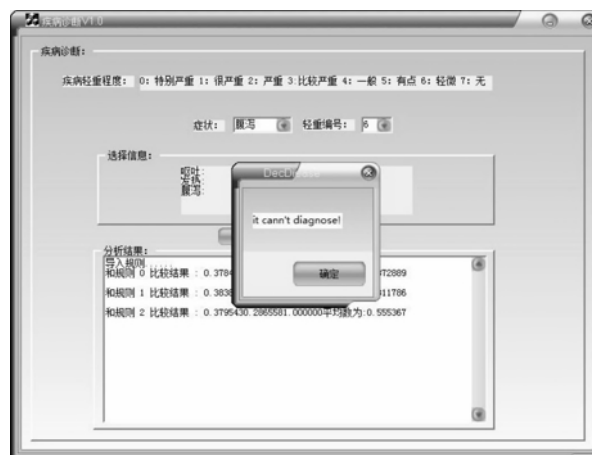 疾病诊断V1.0
疾病诊断:
疾病轻重程度: 0: 特别严重 1: 很严重 2: 严重 3:比较严重 4: 一般 5: 有点 6: 轻微 7: 无
症状: 腹泻 轻重编号: 6
选择信息:
呕吐:
发热:
腹泻:
it cann't diagnose!
确定
分析结果:
导入规则......
和规则 0 比较结果 : 0.378
和规则 1 比较结果 : 0.383
和规则 2 比较结果 : 0.3795430.2865581.000000平均数为:0.555367